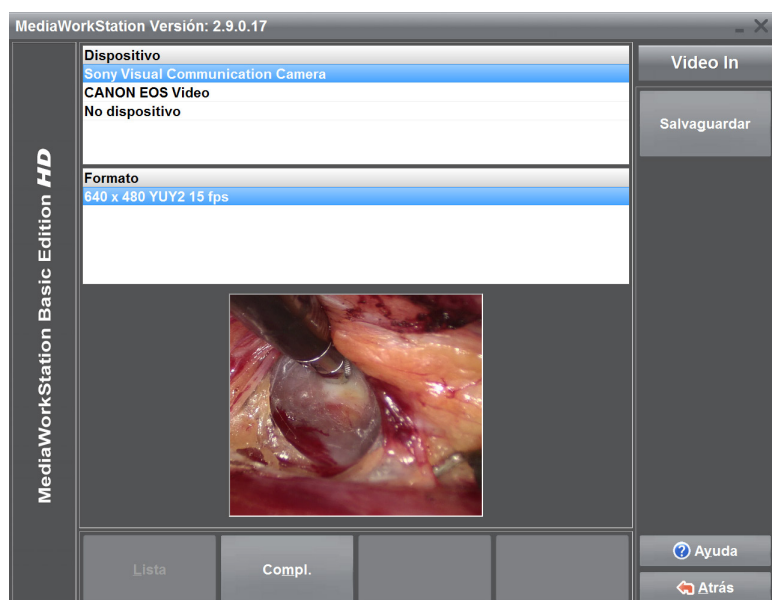 MediaWorkStation Versión: 2.9.0.17
MediaWorkStation Basic Edition HD
Dispositivo
Sony Visual Communication Camera
CANON EOS Video
No dispositivo
Formato
640 x 480 YUY2 15 fps
Lista
Compl.
Video In
Salvaguardar
Ayuda
Atrás